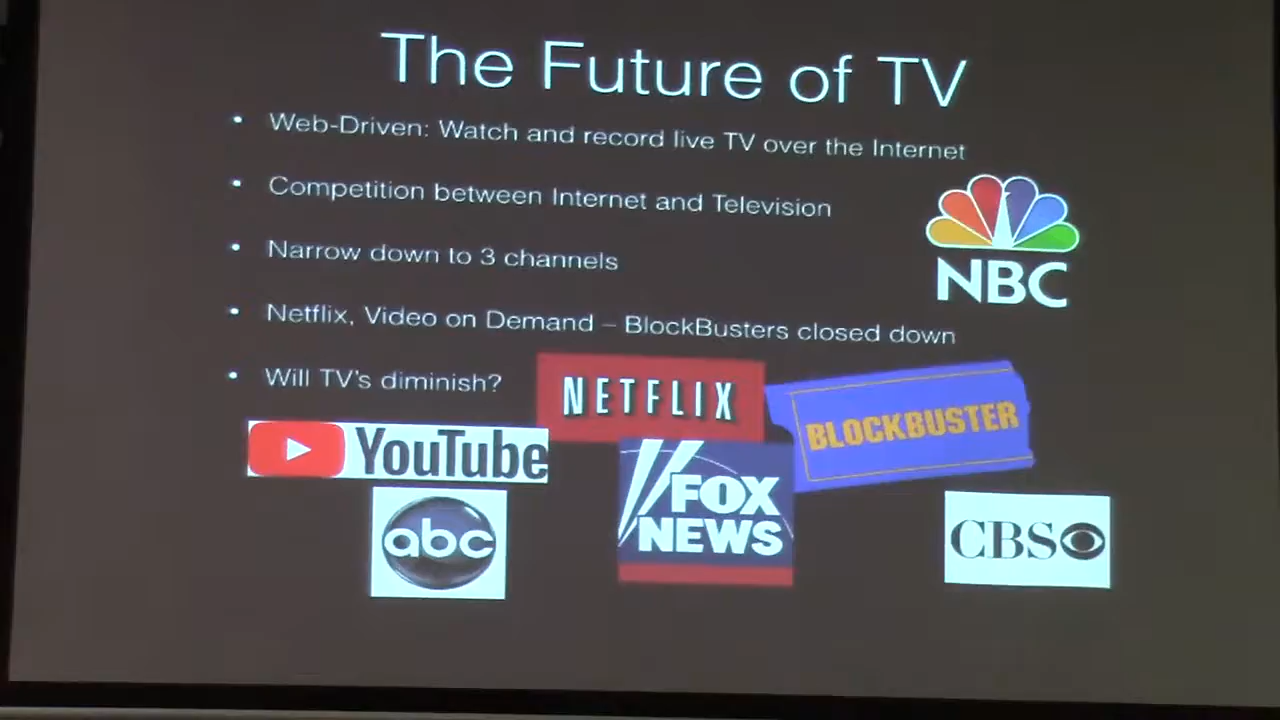 The Future of TV
• Web-Driven: Watch and record live TV over the Internet
• Competition between Internet and Television
• Narrow down to 3 channels
• Netflix, Video on Demand – BlockBusters closed down
• Will TV's diminish?
NBC
NETFLIX
BLOCKBUSTER
YouTube
FOX
NEWS
abc
CBS